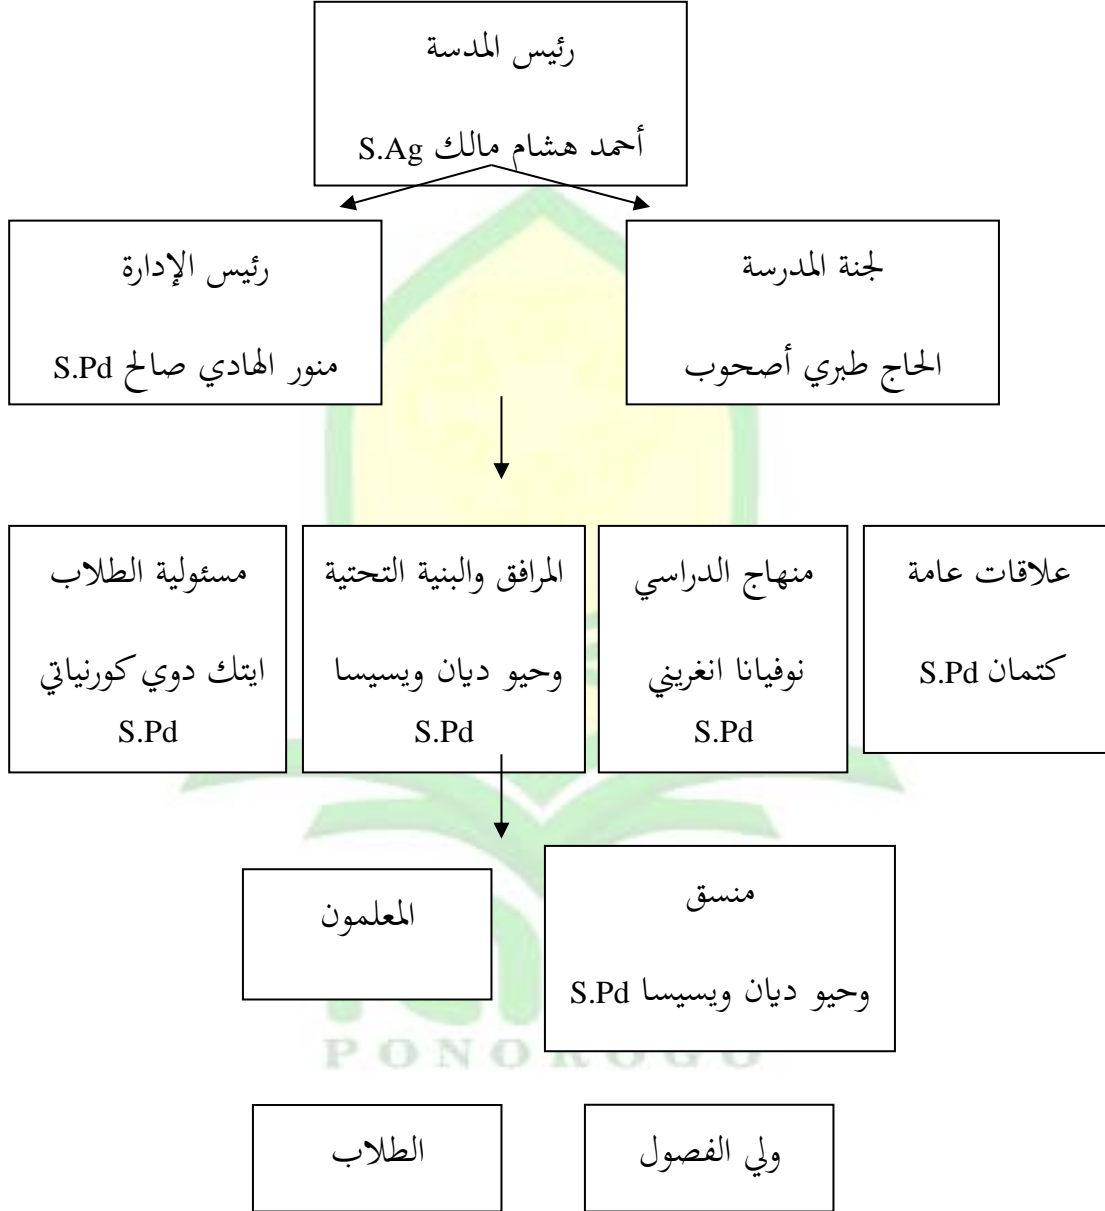 رئيس المدسة
أحمد هشام مالك S.Ag
لجنة المدرسة
الحاج طبري أصحوب
رئيس الإدارة
منور الهادي صالح S.Pd
علاقات عامة
كتمان S.Pd
منهاج الدراسي
نوفيانا انغريني
S.Pd
المرافق والبنية التحتية
وحيو ديان ويسيسا
S.Pd
مسئولية الطلاب
ايتك دوي كورنياتي
S.Pd
منسق
وحيو ديان ويسيسا S.Pd
المعلمون
PONOROGO
ولي الفصول
الطلاب